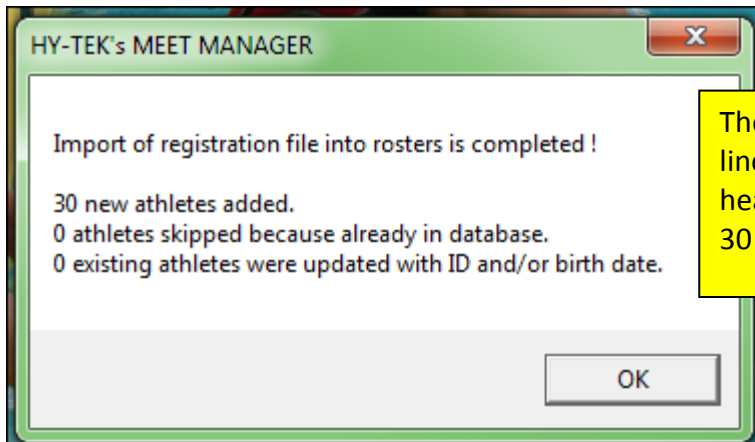 HY-TEK's MEET MANAGER
Import of registration file into rosters is completed !
30 new athletes added.
0 athletes skipped because already in database.
0 existing athletes were updated with ID and/or birth date.
OK
30